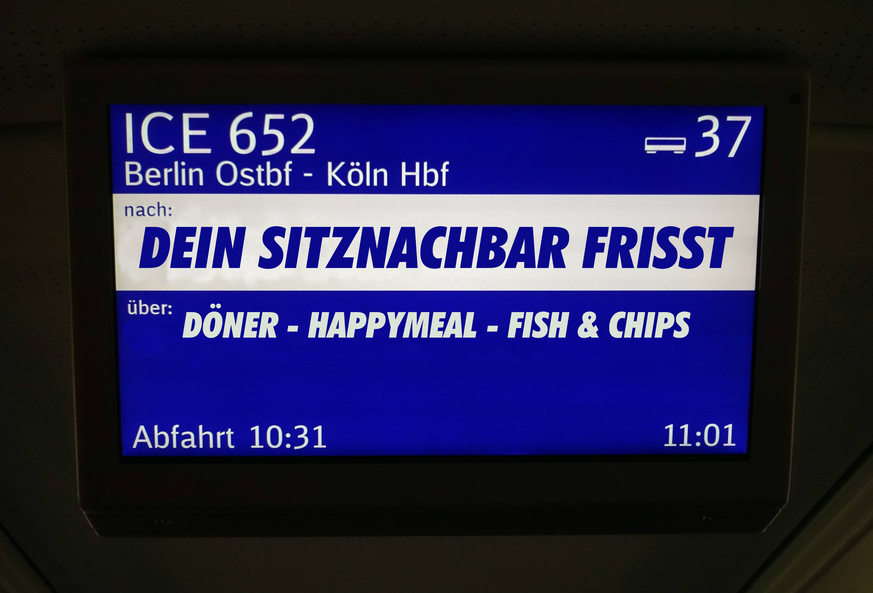 ICE 652 37
Berlin Ostbf - Köln Hbf
nach:
DEIN SITZNACHBAR FRISST
über:
DÖNER - HAPPYMEAL - FISH & CHIPS
Abfahrt 10:31 11:01